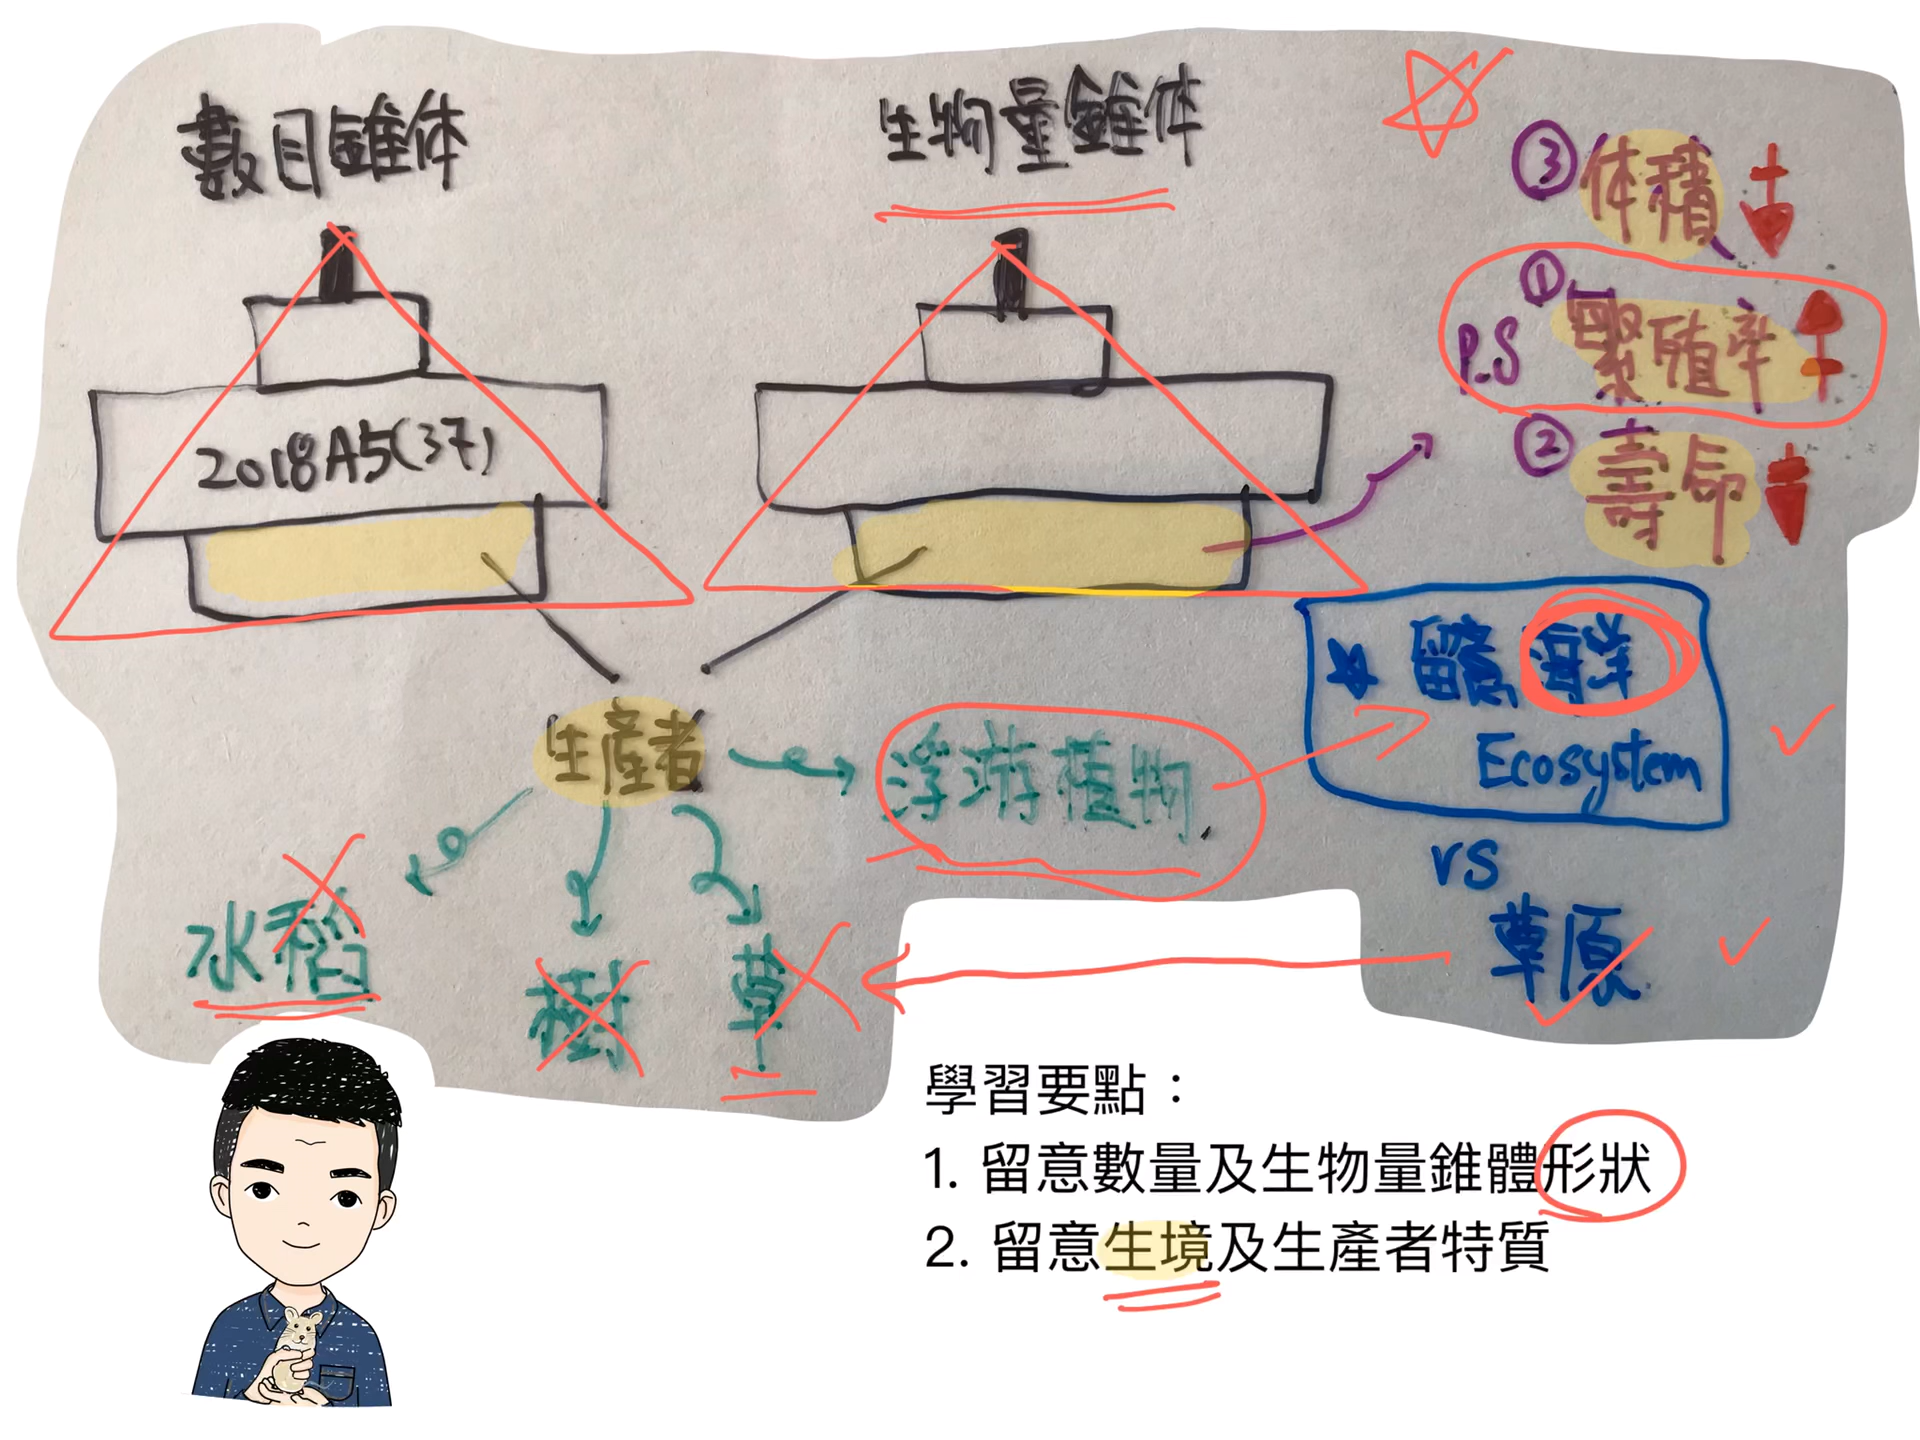 數目錐体
生物量錐体
2018A5(37)
③体積
①
P.S 繁殖率
②壽命
生產者
浮游植物
留意海洋
Ecosystem
vs
草原
水稻
樹
草
學習要點：
1. 留意數量及生物量錐體形狀
2. 留意生境及生產者特質